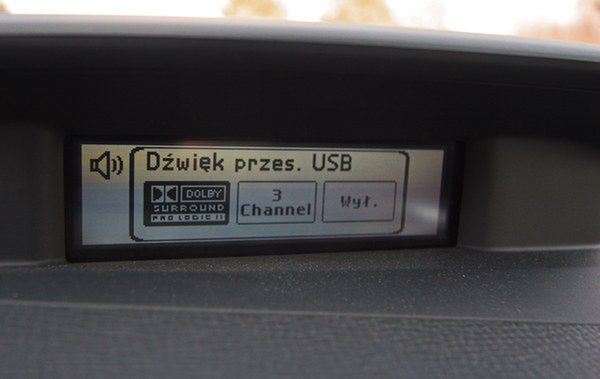 Dźwięk przes. USB
DOLBY
SURROUND
PRO LOGIC II
3
Channel
Wył.